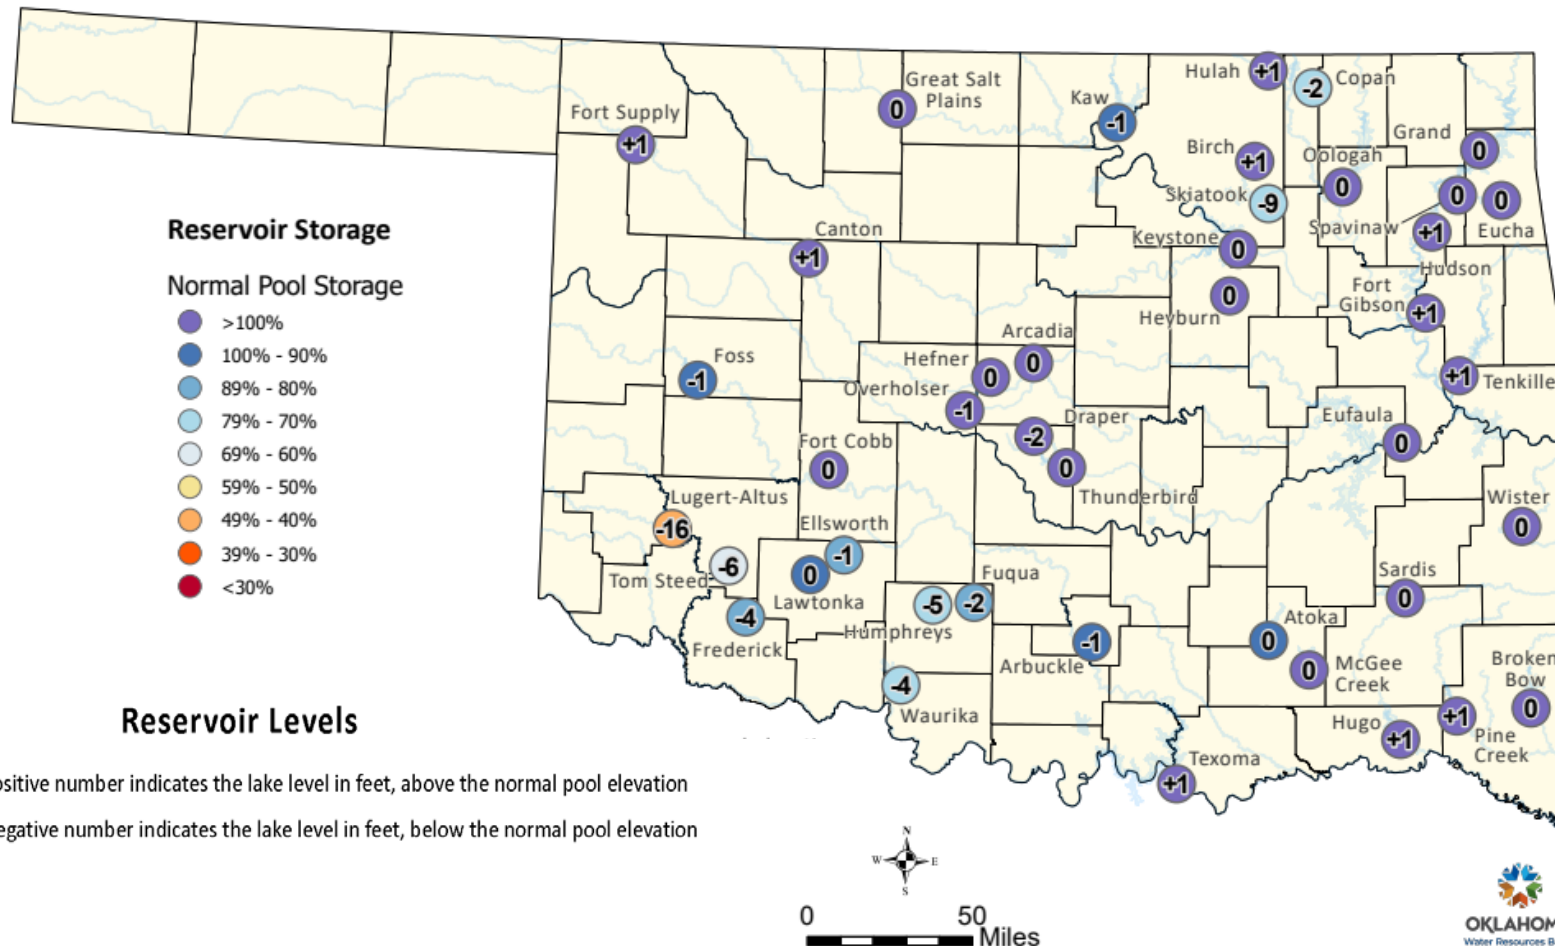 Hulah
+1
-2
Copan
Great Salt
Plains
0
Kaw
-1
Fort Supply
+1
Grand
0
Birch
+1
Oologah
0
Skiatook
-9
0
0
Spavinaw
Eucha
+1
Hudson
Keystone
0
Canton
+1
Reservoir Storage
Normal Pool Storage
>100%
100% - 90%
89% - 80%
79% - 70%
69% - 60%
59% - 50%
49% - 40%
39% - 30%
<30%
Fort
Gibson
+1
0
Heyburn
Arcadia
0
Hefner
0
Foss
-1
Overholser
-1
+1
Tenkille
Draper
-2
Eufaula
0
Fort Cobb
0
0
Thunderbird
Lugert-Altus
-16
Wister
0
Ellsworth
-1
Tom Steed
-6
0
Lawtonka
Fuqua
-2
-5
Humphreys
Sardis
0
-4
Frederick
Atoka
0
-1
Arbuckle
0
McGee
Creek
Broken
Bow
0
-4
Waurika
Hugo
+1
+1
Pine
Creek
Texoma
+1
Reservoir Levels
ositive number indicates the lake level in feet, above the normal pool elevation
egative number indicates the lake level in feet, below the normal pool elevation
N
W
E
S
0
50
Miles
OKLAHOM
Water Resources B